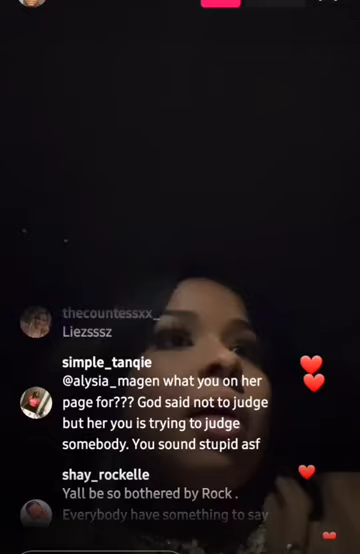 thecountessxx_
Liezsssz
simple_tanqie
@alysia_magen what you on her
page for??? God said not to judge
but her you is trying to judge
somebody. You sound stupid asf
shay_rockelle
Yall be so bothered by Rock .
Everybody have something to say